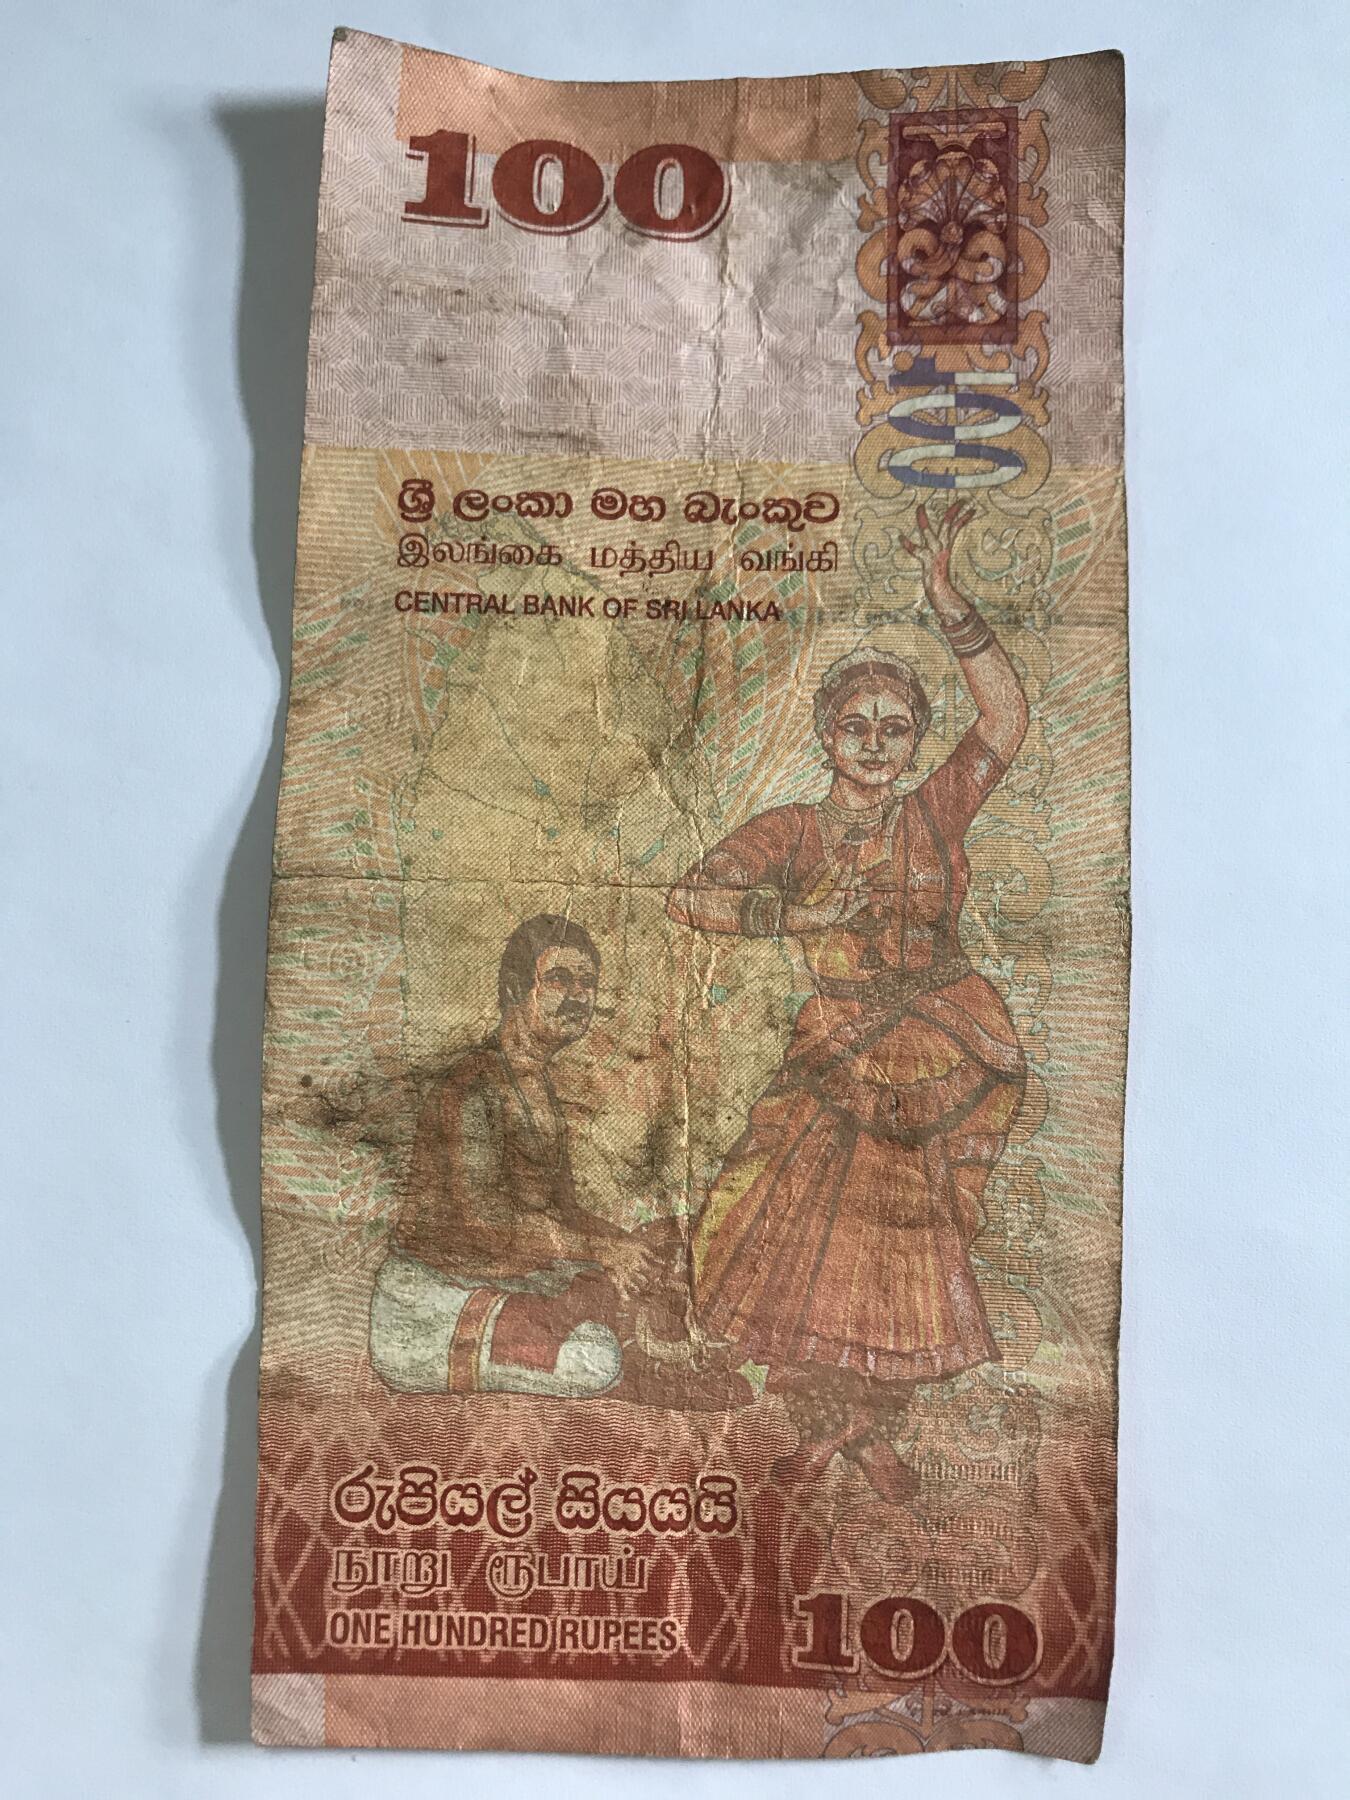 100
100
ශ්‍රී ලංකා මහ බැංකුව
இலங்கை மத்திய வங்கி
CENTRAL BANK OF SRI LANKA
රුපියල් සියයයි
நூறு ரூபாய்
ONE HUNDRED RUPEES
100